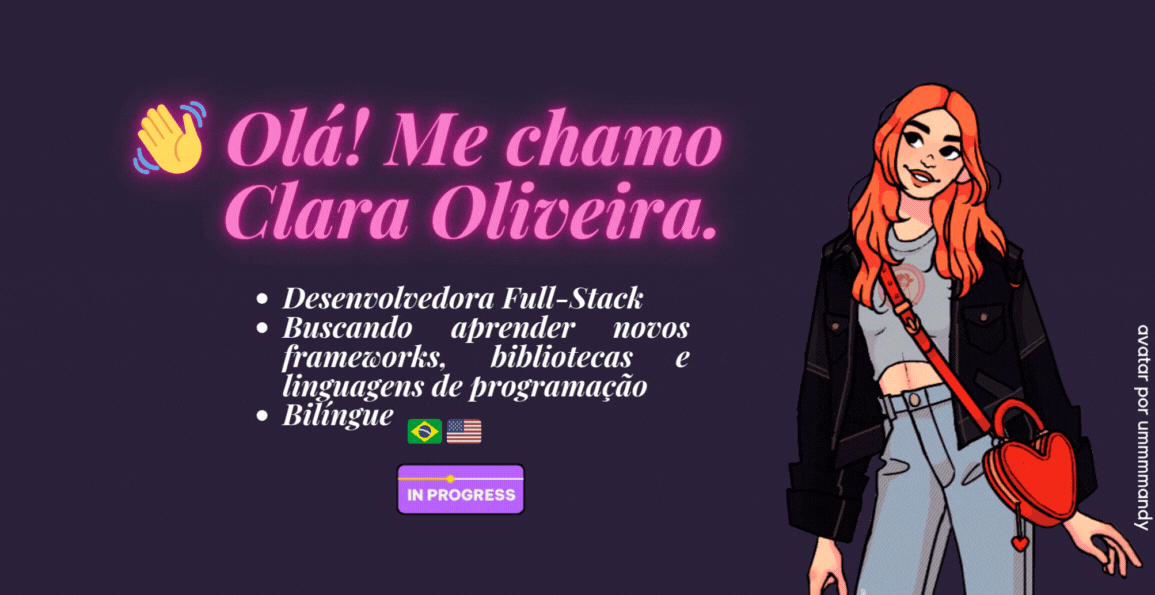 👋 Olá! Me chamo
Clara Oliveira.
• Desenvolvedora Full-Stack
• Buscando aprender novos
frameworks, bibliotecas e
linguagens de programação
• Bilíngue 🇧🇷 🇺🇸
IN PROGRESS
avatar por ummmmandy